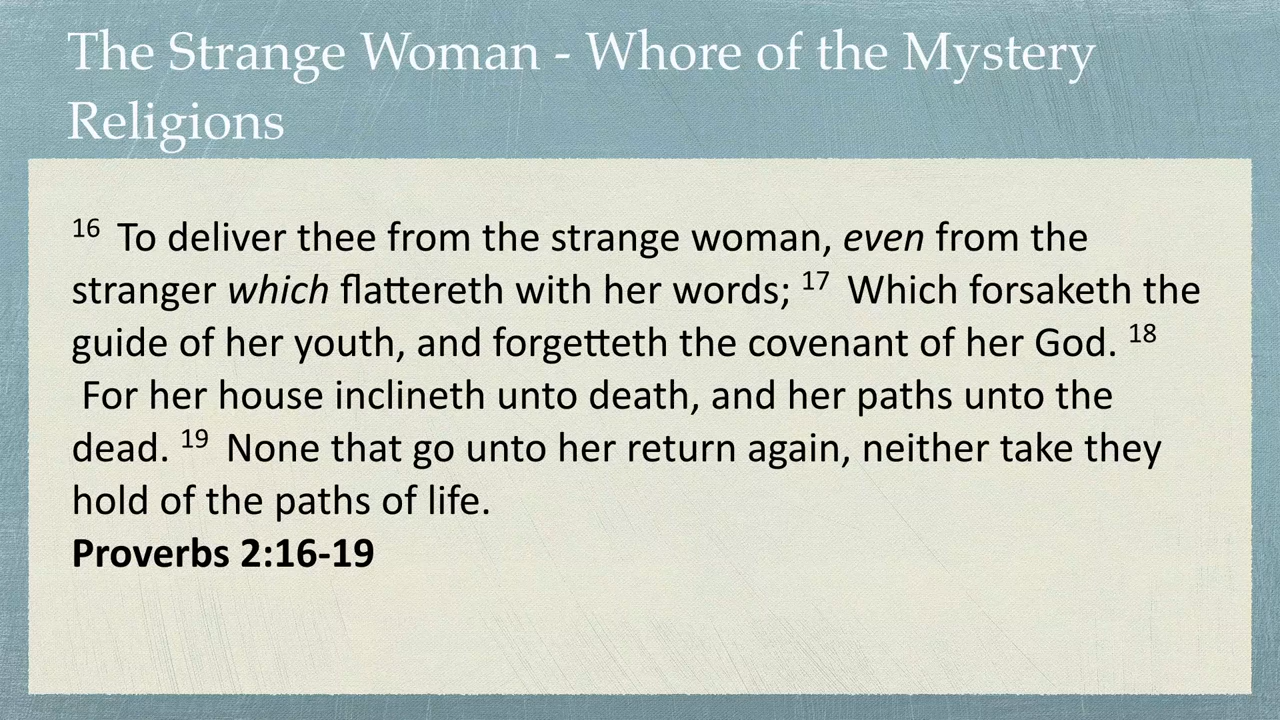 The Strange Woman - Whore of the Mystery
Religions
16 To deliver thee from the strange woman, even from the
stranger which flattereth with her words; 17 Which forsaketh the
guide of her youth, and forgetteth the covenant of her God. 18
For her house inclineth unto death, and her paths unto the
dead. 19 None that go unto her return again, neither take they
hold of the paths of life.
Proverbs 2:16-19